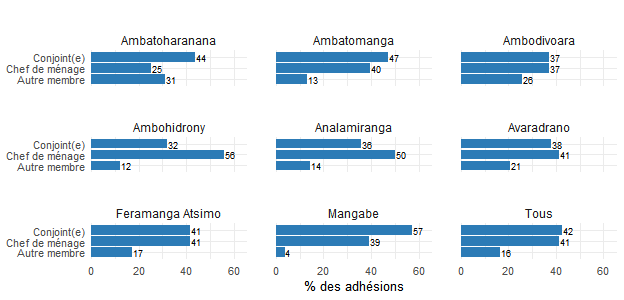 Ambatoharanana Ambatomanga Ambodivoara
Conjoint(e) 44 47 37
Chef de ménage 25 40 37
Autre membre 31 13 26
Ambohidrony Analamiranga Avaradrano
Conjoint(e) 32 36 38
Chef de ménage 56 50 41
Autre membre 12 14 21
Feramanga Atsimo Mangabe Tous
Conjoint(e) 41 57 42
Chef de ménage 41 39 41
Autre membre 17 4 16
0 20 40 60 0 20 40 60 0 20 40 60
% des adhésions